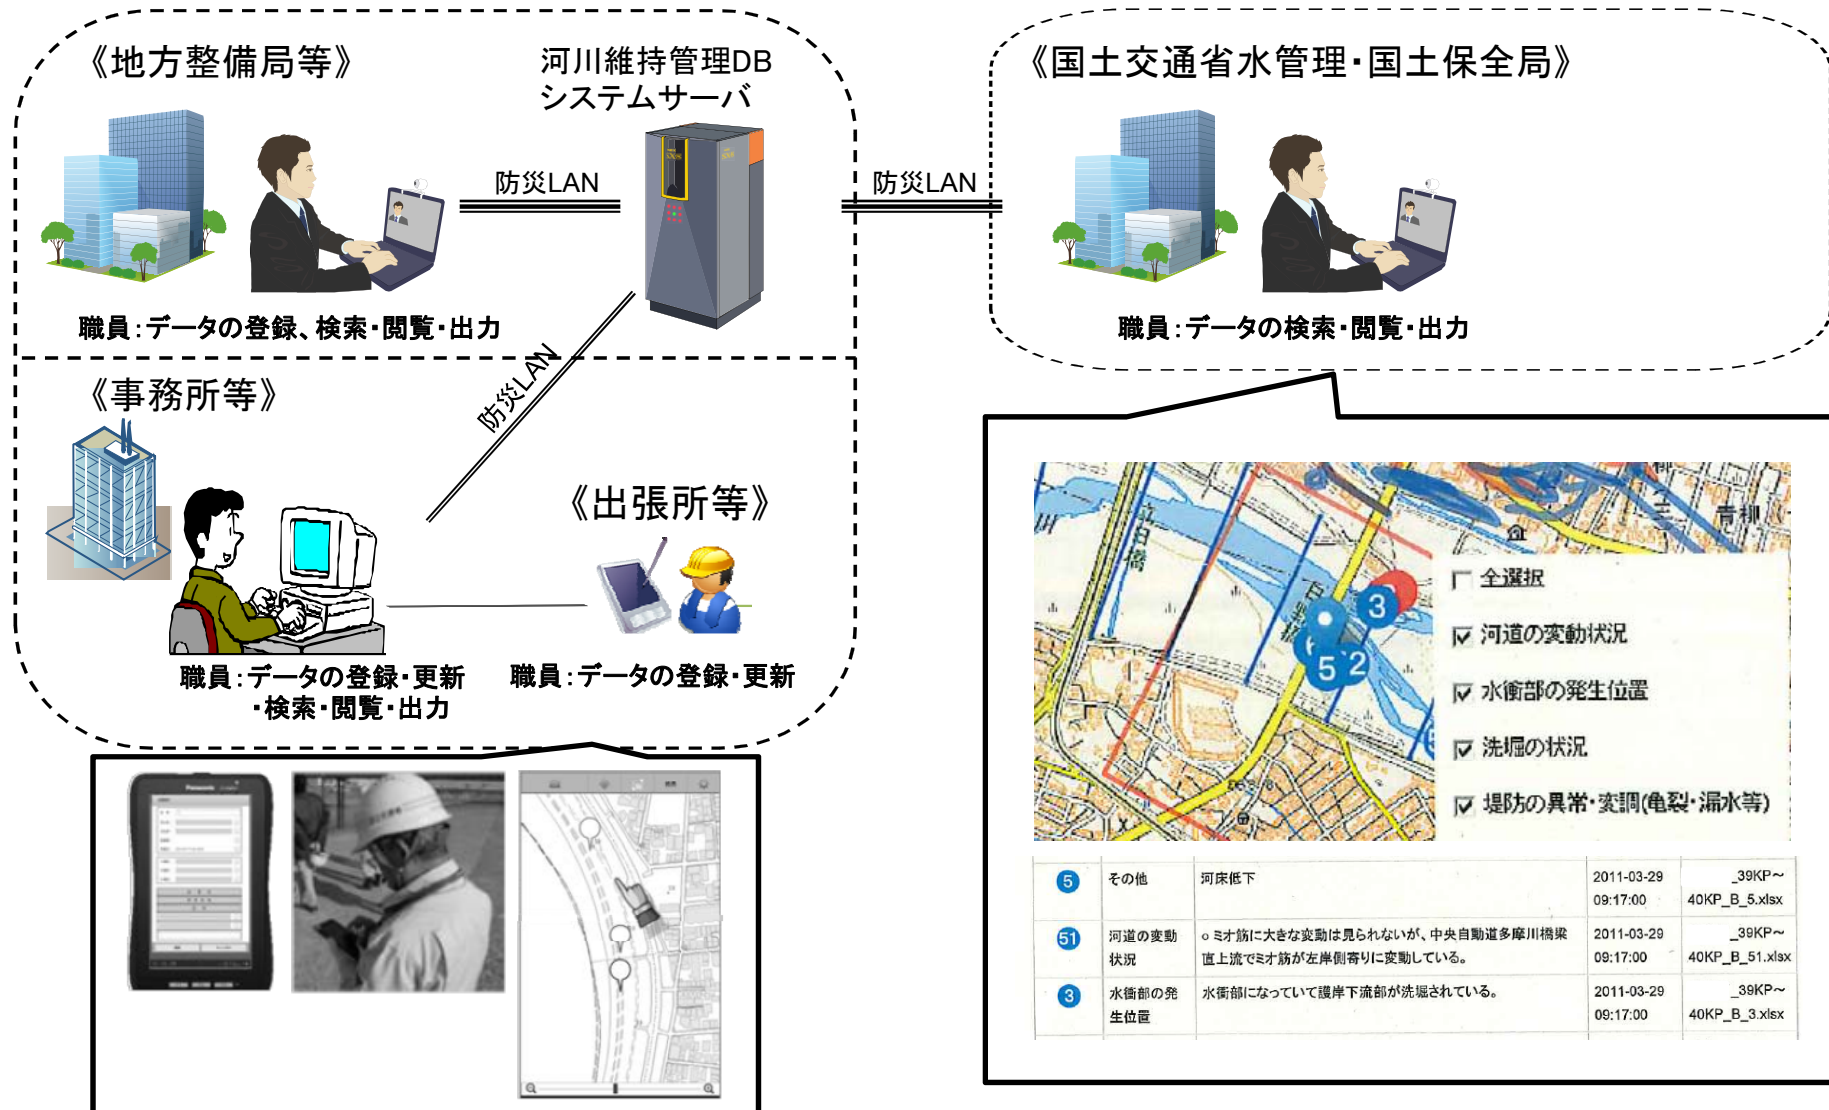 《地方整備局等》
河川維持管理DB
システムサーバ
防災LAN
職員：データの登録、検索・閲覧・出力
防災LAN
《国土交通省水管理・国土保全局》
職員：データの検索・閲覧・出力
防災LAN
《事務所等》
《出張所等》
職員：データの登録・更新
・検索・閲覧・出力
職員：データの登録・更新
Panasonic
川
青柳
3
5
2
全選択
河道の変動状況
水衝部の発生位置
洗堀の状況
堤防の異常・変調(亀裂・漏水等)
5 その他 河床低下 2011-03-29 _39KP～
09:17:00 40KP_B_5.xlsx
51 河道の変動 ○ミオ筋に大きな変動は見られないが、中央自動道多摩川橋梁 2011-03-29 _39KP～
状況 直上流でミオ筋が左岸側寄りに変動している。 09:17:00 40KP_B_51.xlsx
3 水衝部の発 水衝部になっていて護岸下流部が洗堀されている。 2011-03-29 _39KP～
生位置 09:17:00 40KP_B_3.xlsx